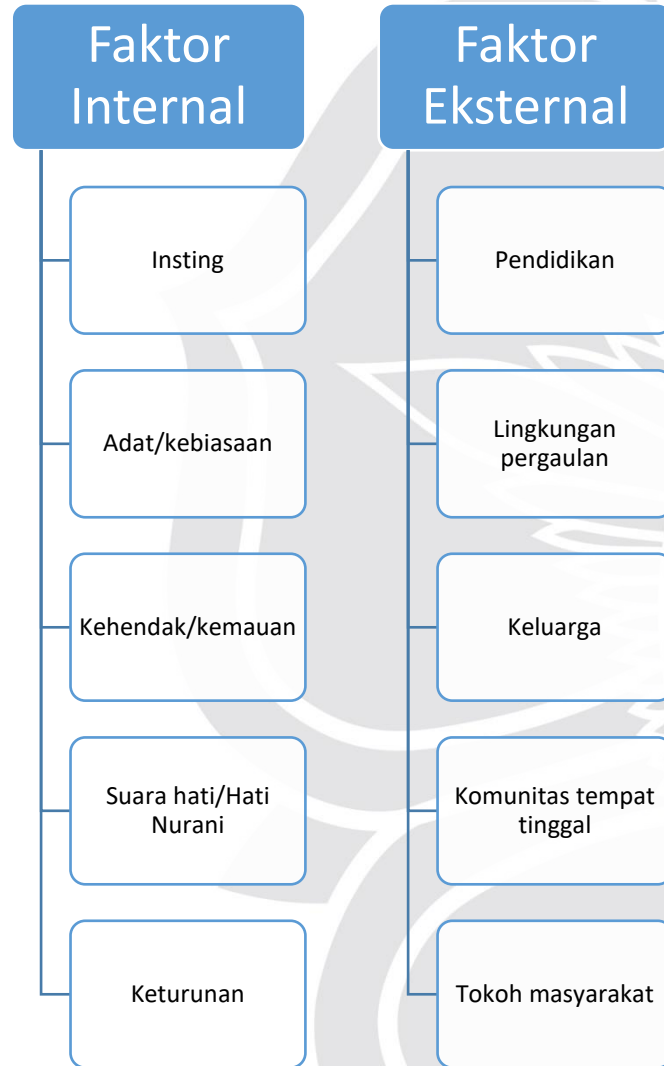 Faktor
Internal
Insting
Adat/kebiasaan
Kehendak/kemauan
Suara hati/Hati
Nurani
Keturunan
Faktor
Eksternal
Pendidikan
Lingkungan
pergaulan
Keluarga
Komunitas tempat
tinggal
Tokoh masyarakat